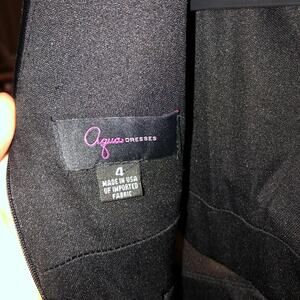 aqua DRESSES
4
MADE IN USA
OF IMPORTED
FABRIC